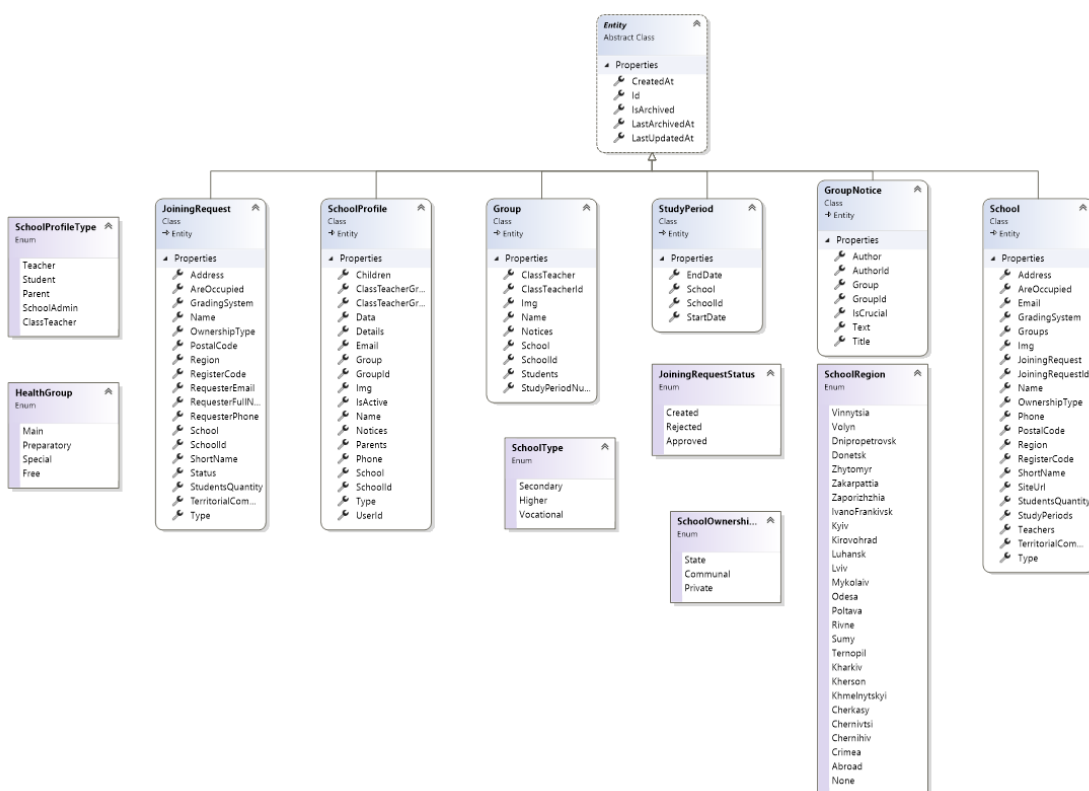 Entity
Abstract Class
Properties
CreatedAt
Id
IsArchived
LastArchivedAt
LastUpdatedAt
SchoolProfileType
Enum
Teacher
Student
Parent
SchoolAdmin
ClassTeacher
HealthGroup
Enum
Main
Preparatory
Special
Free
JoiningRequest
Class
Entity
Properties
Address
AreOccupied
GradingSystem
Name
OwnershipType
PostalCode
Region
RegisterCode
RequesterEmail
RequesterFullN...
RequesterPhone
School
SchoolId
ShortName
Status
StudentsQuantity
TerritorialCom...
Type
SchoolProfile
Class
Entity
Properties
Children
ClassTeacherGr...
ClassTeacherGr...
Data
Details
Email
Group
GroupId
Img
IsActive
Name
Notices
Parents
Phone
School
SchoolId
Type
UserId
Group
Class
Entity
Properties
ClassTeacher
ClassTeacherId
Img
Name
Notices
School
SchoolId
Students
StudyPeriodNu...
SchoolType
Enum
Secondary
Higher
Vocational
StudyPeriod
Class
Entity
Properties
EndDate
School
SchoolId
StartDate
JoiningRequestStatus
Enum
Created
Rejected
Approved
SchoolOwnershi...
Enum
State
Communal
Private
GroupNotice
Class
Entity
Properties
Author
AuthorId
Group
GroupId
IsCrucial
Text
Title
SchoolRegion
Enum
Vinnytsia
Volyn
Dnipropetrovsk
Donetsk
Zhytomyr
Zakarpattia
Zaporizhzhia
IvanoFrankivsk
Kyiv
Kirovohrad
Luhansk
Lviv
Mykolaiv
Odesa
Poltava
Rivne
Sumy
Ternopil
Kharkiv
Kherson
Khmelnytskyi
Cherkasy
Chernivtsi
Chernihiv
Crimea
Abroad
None
School
Class
Entity
Properties
Address
AreOccupied
Email
GradingSystem
Groups
Img
JoiningRequest
JoiningRequestId
Name
OwnershipType
Phone
PostalCode
Region
RegisterCode
ShortName
SiteUrl
StudentsQuantity
StudyPeriods
Teachers
TerritorialCom...
Type